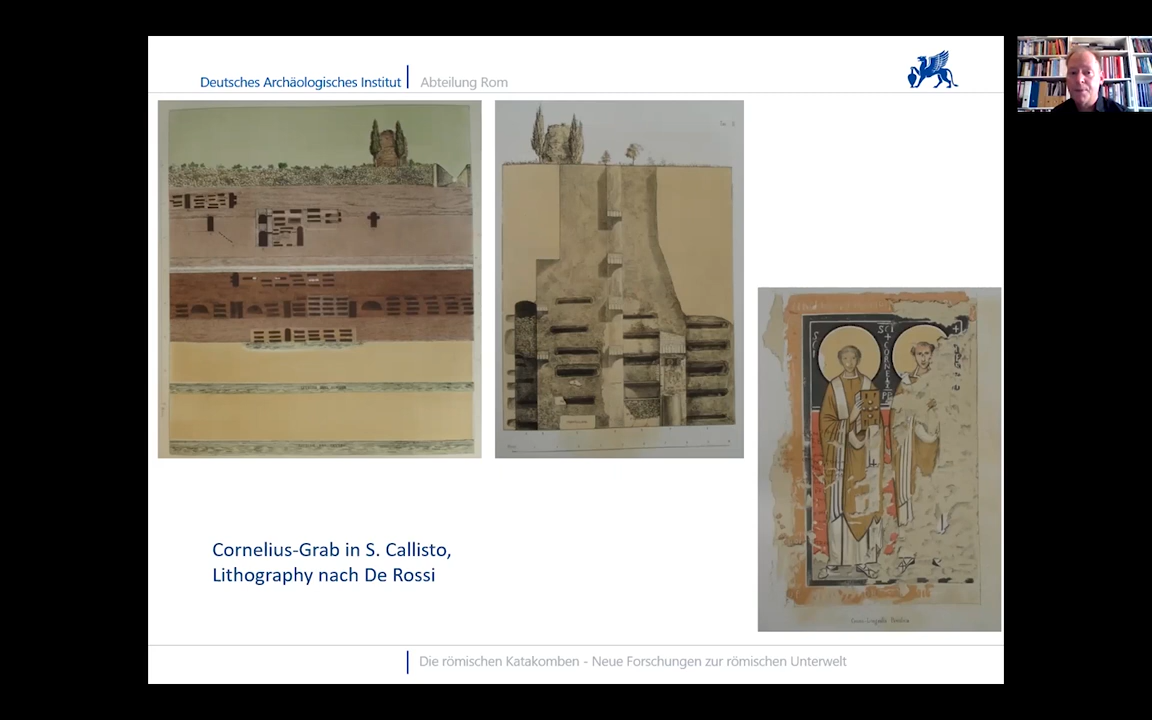 Deutsches Archäologisches Institut
Abteilung Rom
Cornelius-Grab in S. Callisto,
Lithography nach De Rossi
Die römischen Katakomben - Neue Forschungen zur römischen Unterwelt